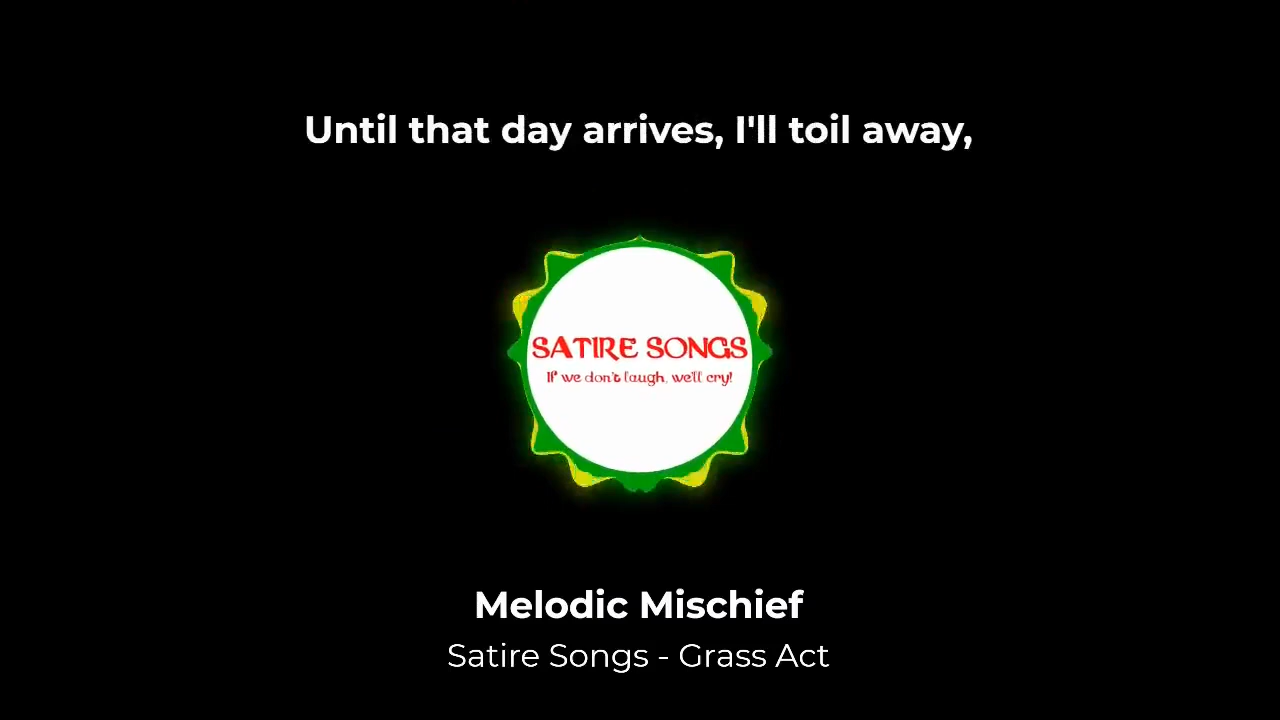 Until that day arrives, I'll toil away,
SATIRE SONGS
If we don't laugh, we'll cry!
Melodic Mischief
Satire Songs - Grass Act